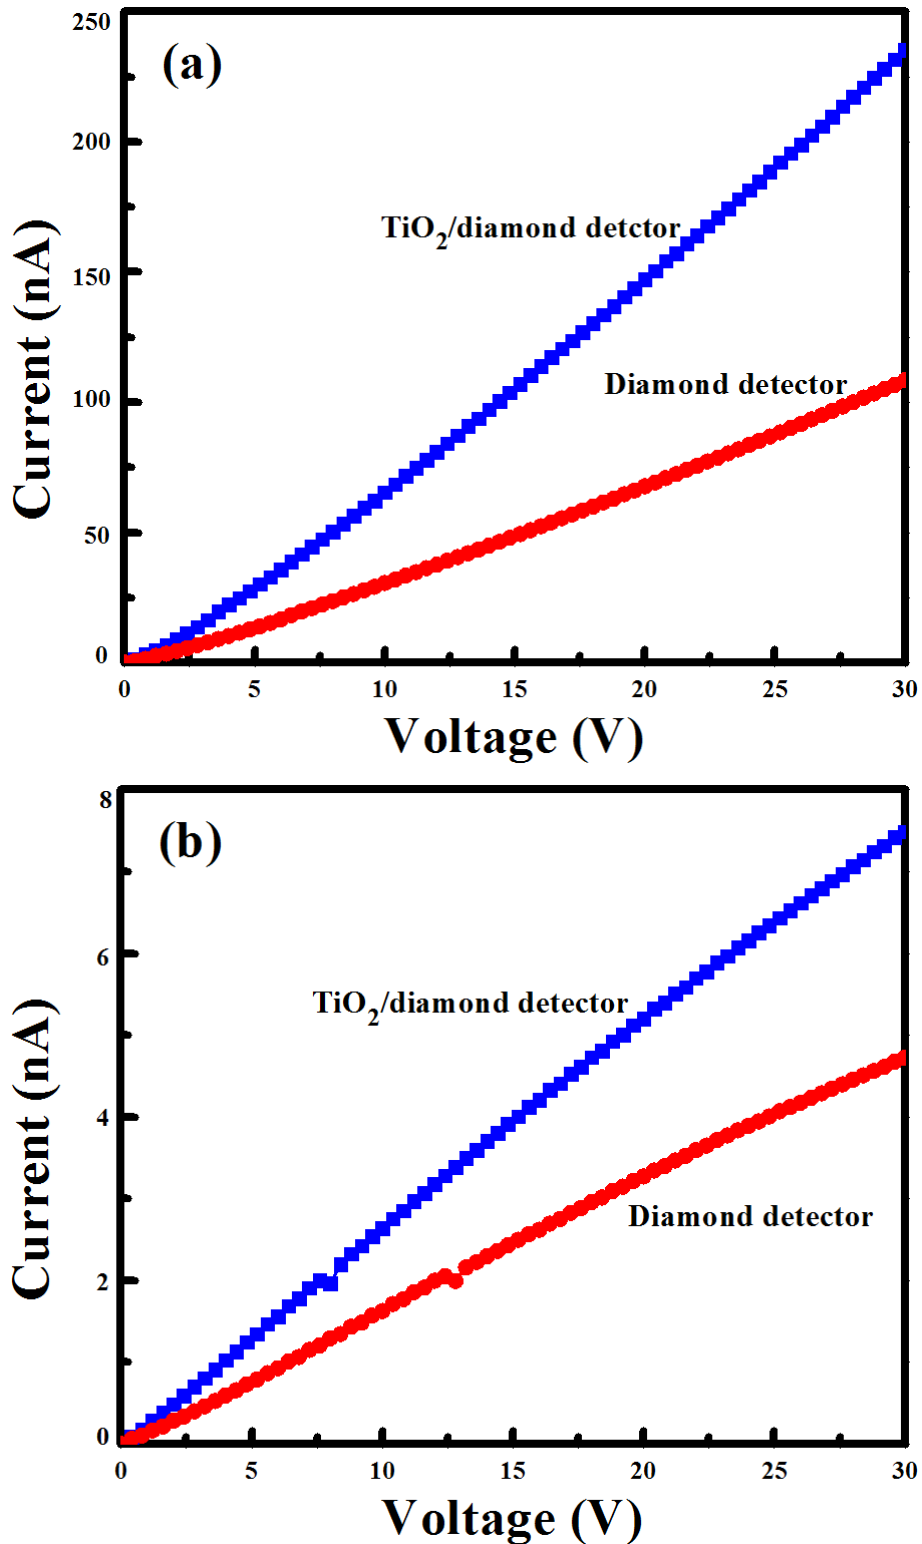 250
(a)
200
TiO2/diamond detctor
150
Diamond detector
100
50
0
Current (nA)
0 5 10 15 20 25 30
Voltage (V)
8
(b)
6
TiO2/diamond detector
4
Diamond detector
2
0
Current (nA)
0 5 10 15 20 25 30
Voltage (V)